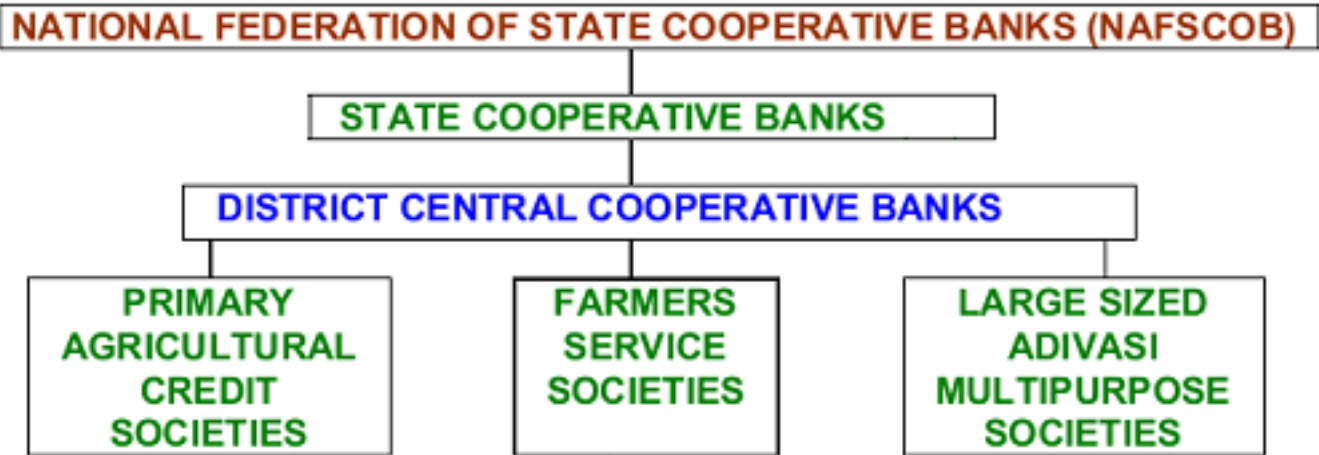 NATIONAL FEDERATION OF STATE COOPERATIVE BANKS (NAFSCOB)
STATE COOPERATIVE BANKS
DISTRICT CENTRAL COOPERATIVE BANKS
PRIMARY
AGRICULTURAL
CREDIT
SOCIETIES
FARMERS
SERVICE
SOCIETIES
LARGE SIZED
ADIVASI
MULTIPURPOSE
SOCIETIES